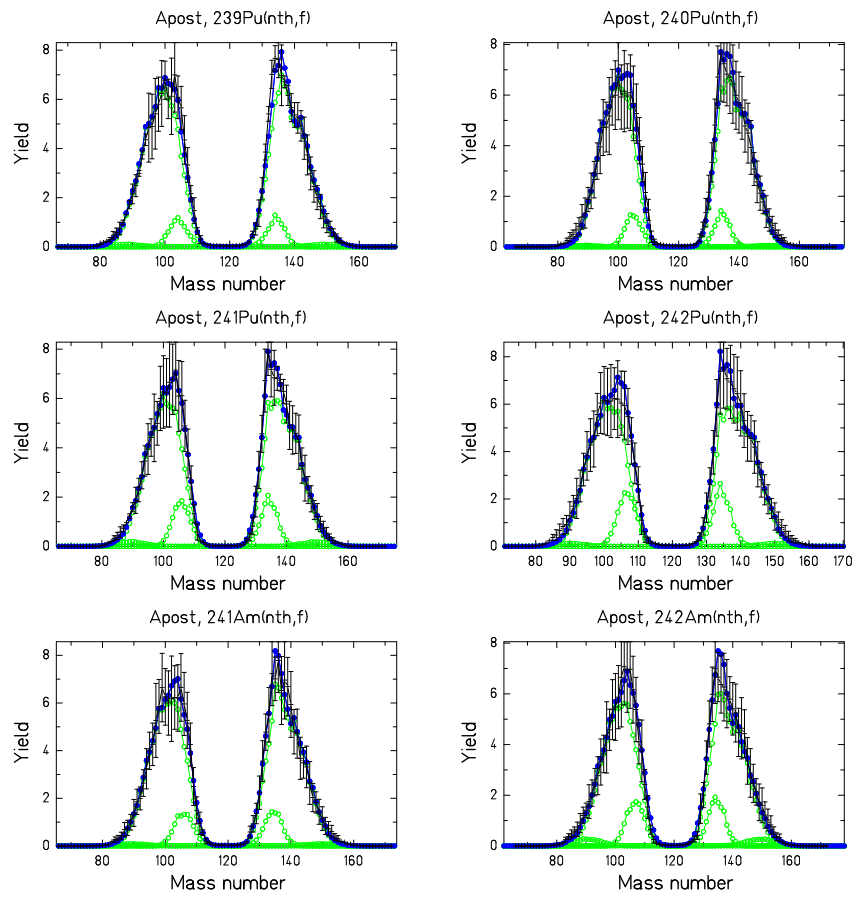 Apost, 239Pu(nth,f)
Apost, 240Pu(nth,f)
8
6
4
2
0
Yield
80 100 120 140 160
Mass number
8
6
4
2
0
Yield
80 100 120 140 160
Mass number
Apost, 241Pu(nth,f)
Apost, 242Pu(nth,f)
8
6
4
2
0
Yield
80 100 120 140 160
Mass number
8
6
4
2
0
Yield
80 90 100 110 120 130 140 150 160 170
Mass number
Apost, 241Am(nth,f)
Apost, 242Am(nth,f)
8
6
4
2
0
Yield
80 100 120 140 160
Mass number
8
6
4
2
0
Yield
80 100 120 140 160
Mass number